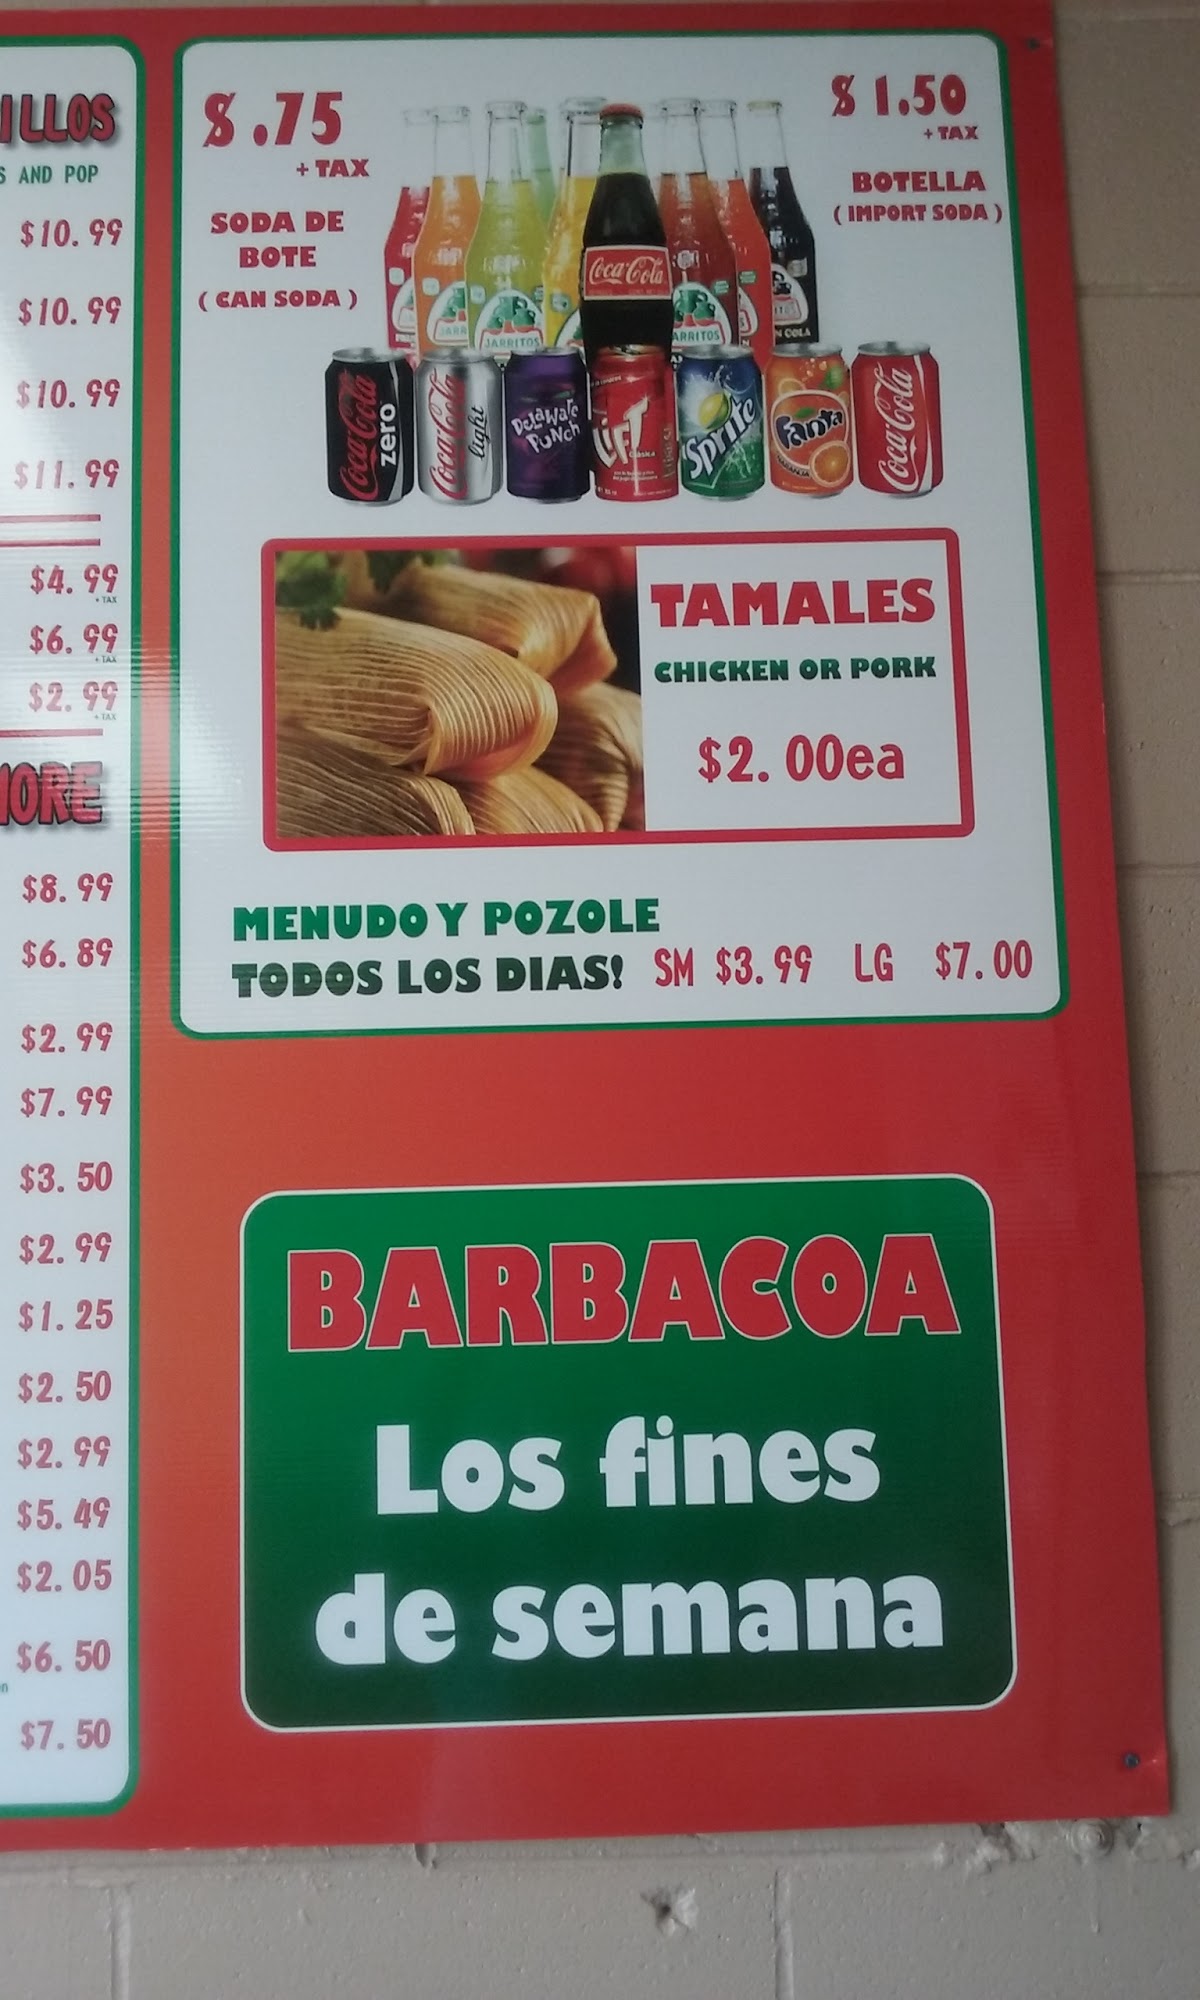 ILLOS
S AND POP
$10.99
$10.99
$10.99
$11.99
$4.99
+TAX
$6.99
+TAX
$2.99
+TAX
MORE
$8.99
$6.89
$2.99
$7.99
$3.50
$2.99
$1.25
$2.50
$2.99
$5.49
$2.05
$6.50
$7.50
$ .75
+ TAX
SODA DE
BOTE
( CAN SODA )
$ 1.50
+ TAX
BOTELLA
( IMPORT SODA )
Coca-Cola
JARRITOS
ARRITOS
N COLA
Coca-Cola zero
Coca-Cola light
Delaware Punch
LiFT
Sprite
Fanta
NARANJA
Coca-Cola
TAMALES
CHICKEN OR PORK
$2.00ea
MENUDO Y POZOLE
TODOS LOS DIAS! SM $3.99 LG $7.00
BARBACOA
Los fines
de semana